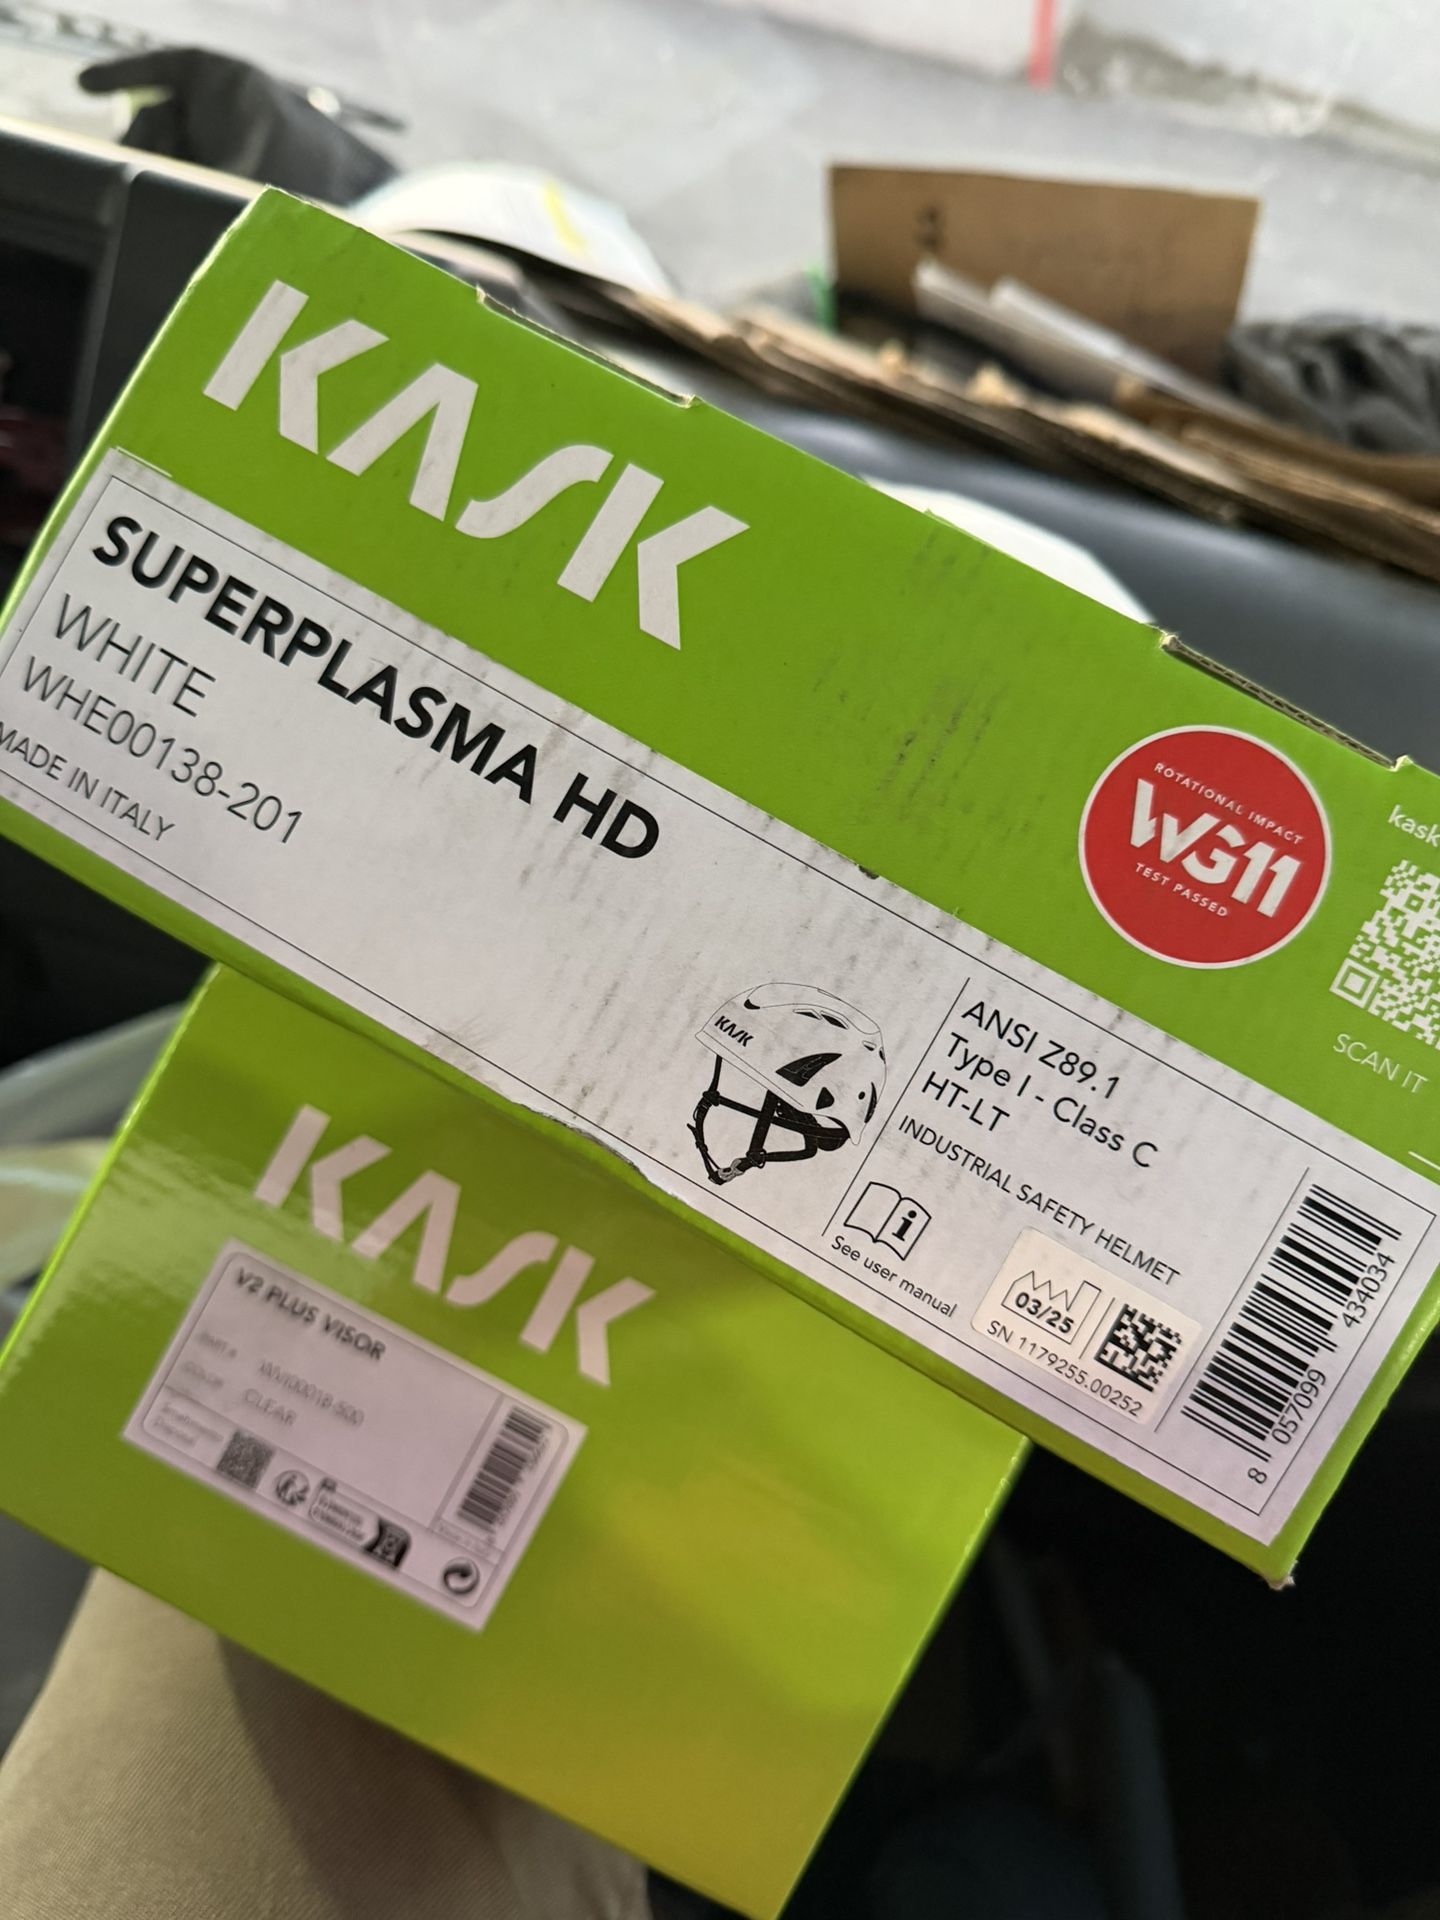 KASK
SUPERPLASMA HD
WHITE
WHE00138-201
MADE IN ITALY
ROTATIONAL IMPACT
WG11
TEST PASSED
kask
SCAN IT
KASK
ANSI Z89.1
Type I - Class C
HT-LT
INDUSTRIAL SAFETY HELMET
i
See user manual
03/25
SN 1179255.00252
8 057099 434034
KASK
V2 PLUS VISOR
PART#
COLOR CLEAR